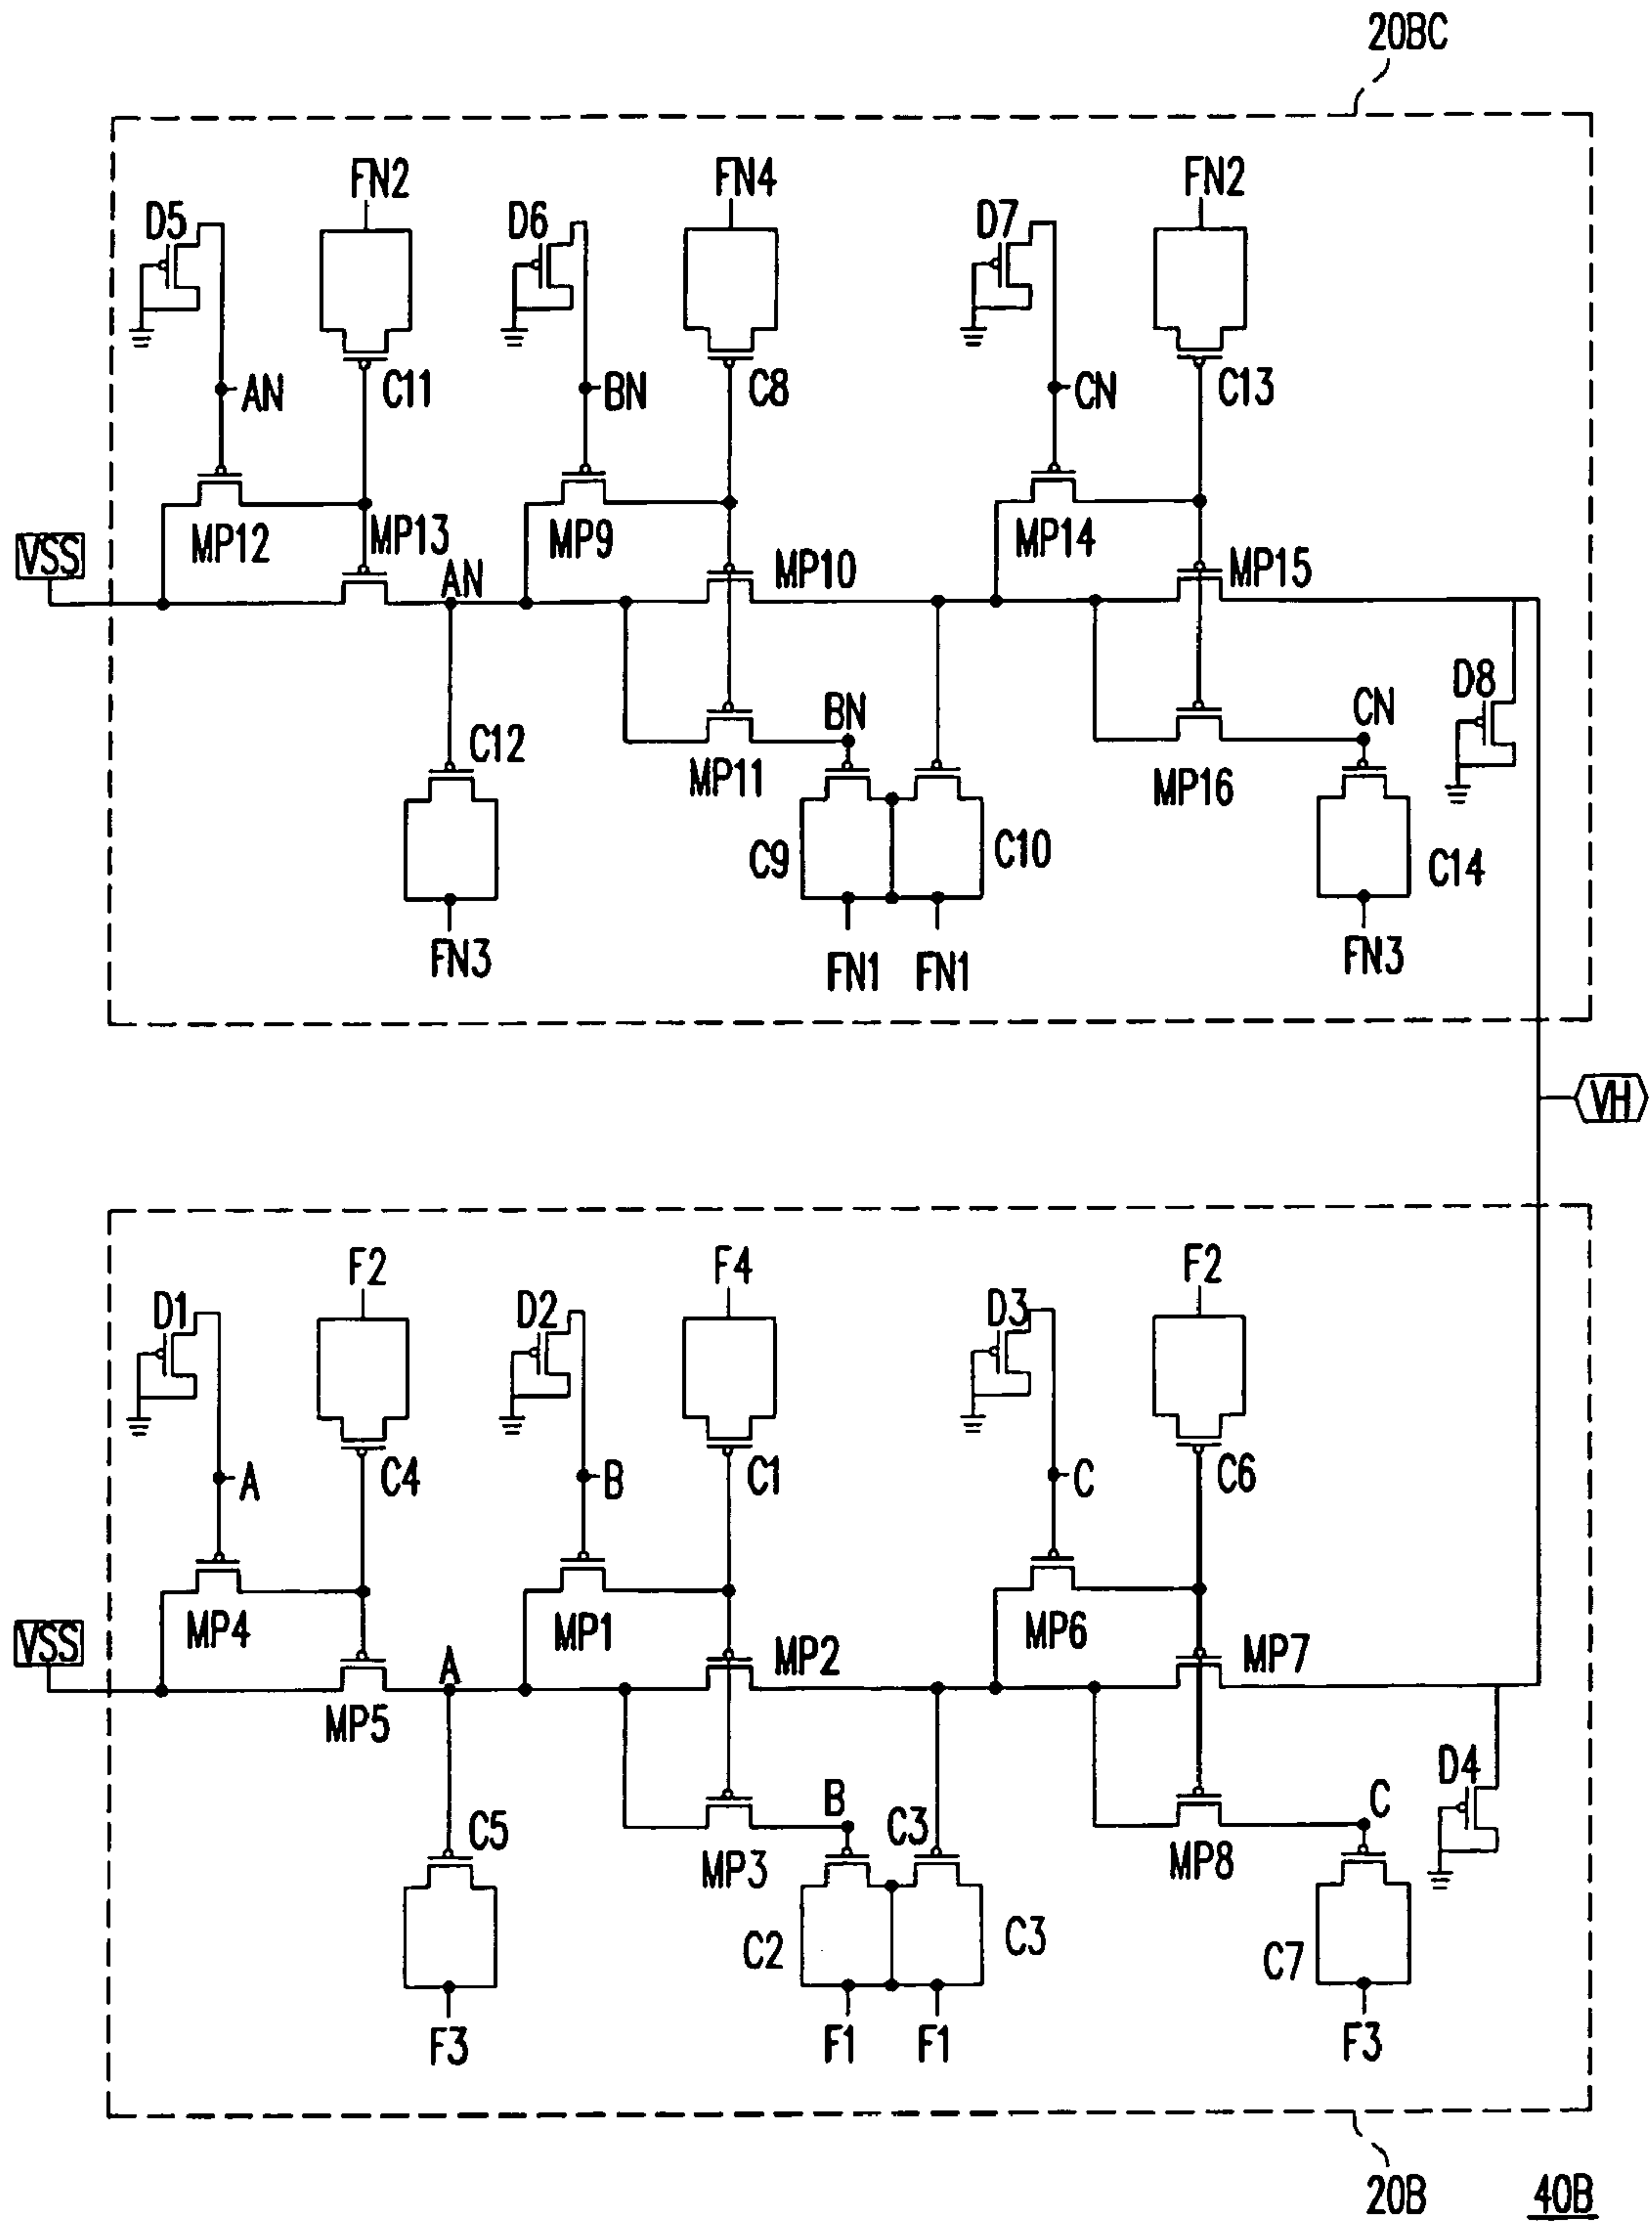 20BC
FN2 FN4 FN2
D5 D6 D7
AN C11 BN C8 CN C13
MP12 MP13 MP9 MP14
VSS AN MP10 MP15
D8
C12 BN CN
MP11 MP16
C9 C10 C14
FN3 FN1 FN1 FN3
VH
F2 F4 F2
D1 D2 D3
A C4 B C1 C C6
MP4 MP1 MP6
VSS A MP2 MP7
MP5
D4
C5 B C3 C
MP3 MP8
C2 C3 C7
F3 F1 F1 F3
20B 40B